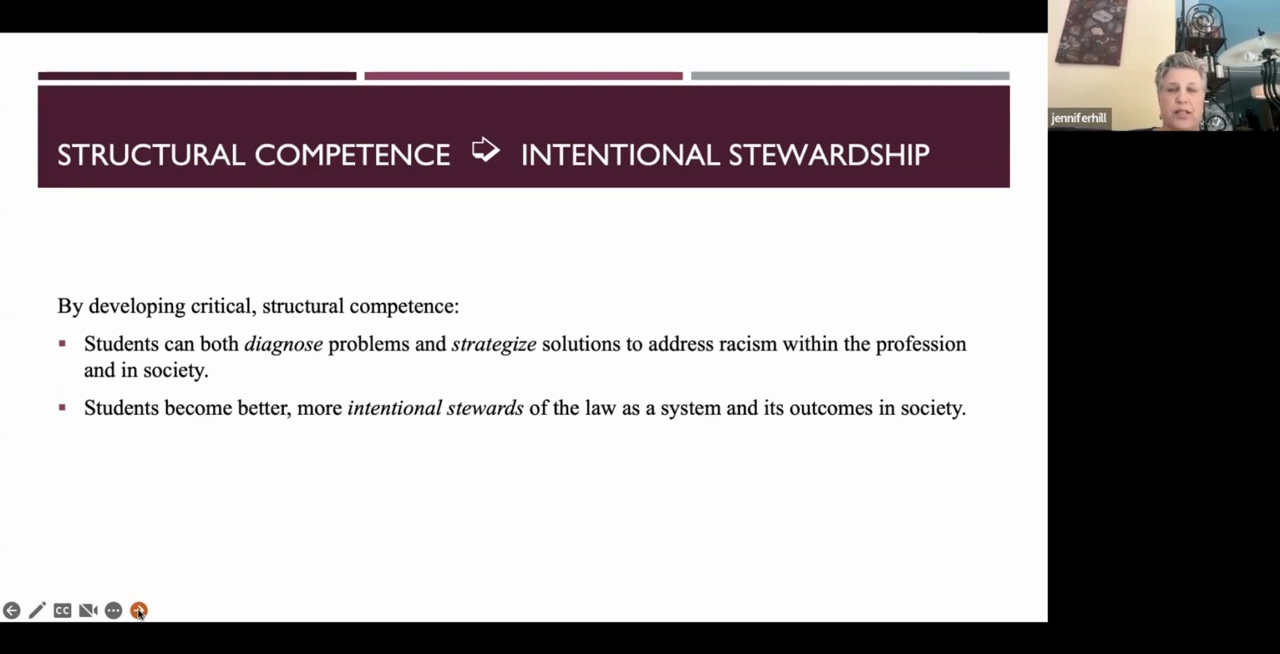 STRUCTURAL COMPETENCE ⇨ INTENTIONAL STEWARDSHIP
jenniferhill
By developing critical, structural competence:
▪ Students can both diagnose problems and strategize solutions to address racism within the profession
and in society.
▪ Students become better, more intentional stewards of the law as a system and its outcomes in society.
CC